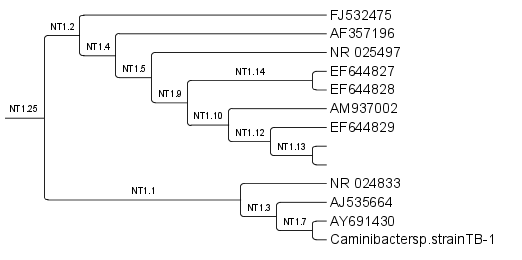 FJ532475
NT1.2
AF357196
NT1.4
NR 025497
NT1.5
NT1.14
EF644827
EF644828
NT1.9
NT1.25
AM937002
NT1.10
EF644829
NT1.12
NT1.13
NR 024833
NT1.1
AJ535664
NT1.3
AY691430
NT1.7
Caminibactersp.strainTB-1